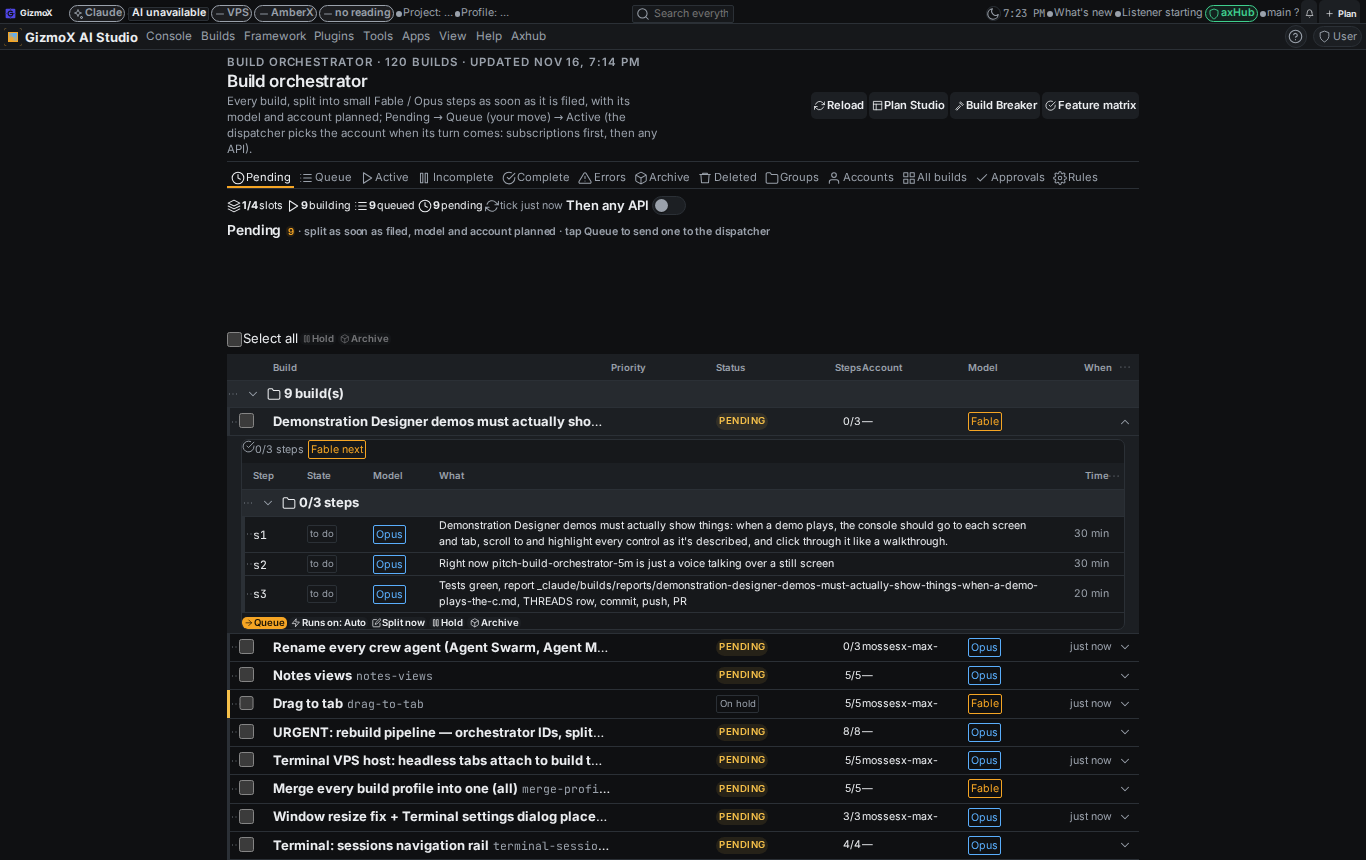 GizmoX Claude AI unavailable — VPS — AmberX — no reading Project: ... Profile: ... Search everyth 7:23 PM What's new Listener starting axHub main ? + Plan
GizmoX AI Studio Console Builds Framework Plugins Tools Apps View Help Axhub ? User
BUILD ORCHESTRATOR · 120 BUILDS · UPDATED NOV 16, 7:14 PM
Build orchestrator
Every build, split into small Fable / Opus steps as soon as it is filed, with its
model and account planned; Pending → Queue (your move) → Active (the
dispatcher picks the account when its turn comes: subscriptions first, then any
API).
Reload Plan Studio Build Breaker Feature matrix
Pending Queue Active Incomplete Complete Errors Archive Deleted Groups Accounts All builds Approvals Rules
1/4 slots 9 building 9 queued 9 pending tick just now Then any API
Pending 9 · split as soon as filed, model and account planned · tap Queue to send one to the dispatcher
Select all Hold Archive
Build Priority Status Steps Account Model When ...
9 build(s)
Demonstration Designer demos must actually sho... PENDING 0/3 — Fable
0/3 steps Fable next
Step State Model What Time ...
0/3 steps
s1 to do Opus Demonstration Designer demos must actually show things: when a demo plays, the console should go to each screen 30 min
and tab, scroll to and highlight every control as it's described, and click through it like a walkthrough.
s2 to do Opus Right now pitch-build-orchestrator-5m is just a voice talking over a still screen 30 min
s3 to do Opus Tests green, report _claude/builds/reports/demonstration-designer-demos-must-actually-show-things-when-a-demo- 20 min
plays-the-c.md, THREADS row, commit, push, PR
→ Queue Runs on: Auto Split now Hold Archive
Rename every crew agent (Agent Swarm, Agent M... PENDING 0/3 mossesx-max- Opus just now
Notes views notes-views PENDING 5/5 — Opus
Drag to tab drag-to-tab On hold 5/5 mossesx-max- Fable just now
URGENT: rebuild pipeline — orchestrator IDs, split... PENDING 8/8 — Opus
Terminal VPS host: headless tabs attach to build t... PENDING 5/5 mossesx-max- Opus just now
Merge every build profile into one (all) merge-profi... PENDING 5/5 — Fable
Window resize fix + Terminal settings dialog place... PENDING 3/3 mossesx-max- Opus just now
Terminal: sessions navigation rail terminal-sessio... PENDING 4/4 — Opus